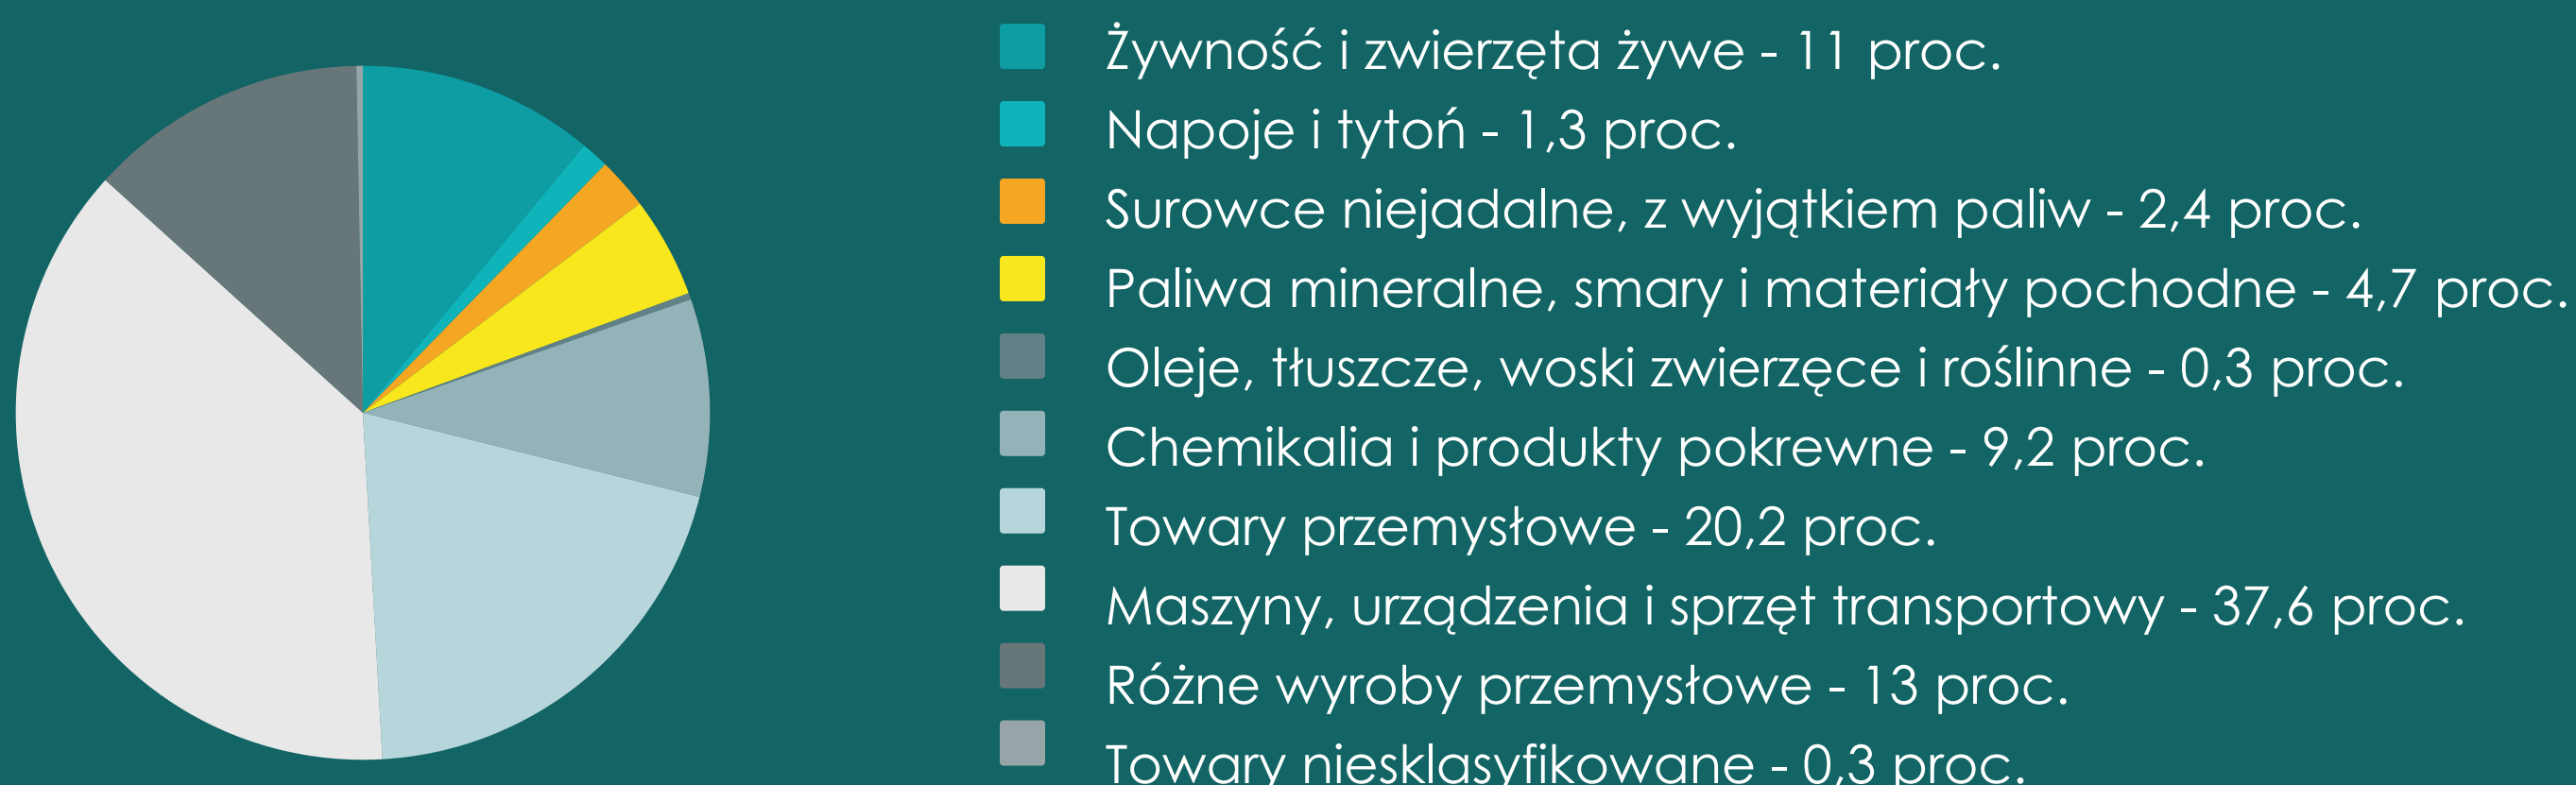 Żywność i zwierzęta żywe - 11 proc.
Napoje i tytoń - 1,3 proc.
Surowce niejadalne, z wyjątkiem paliw - 2,4 proc.
Paliwa mineralne, smary i materiały pochodne - 4,7 proc.
Oleje, tłuszcze, woski zwierzęce i roślinne - 0,3 proc.
Chemikalia i produkty pokrewne - 9,2 proc.
Towary przemysłowe - 20,2 proc.
Maszyny, urządzenia i sprzęt transportowy - 37,6 proc.
Różne wyroby przemysłowe - 13 proc.
Towary niesklasyfikowane - 0,3 proc.